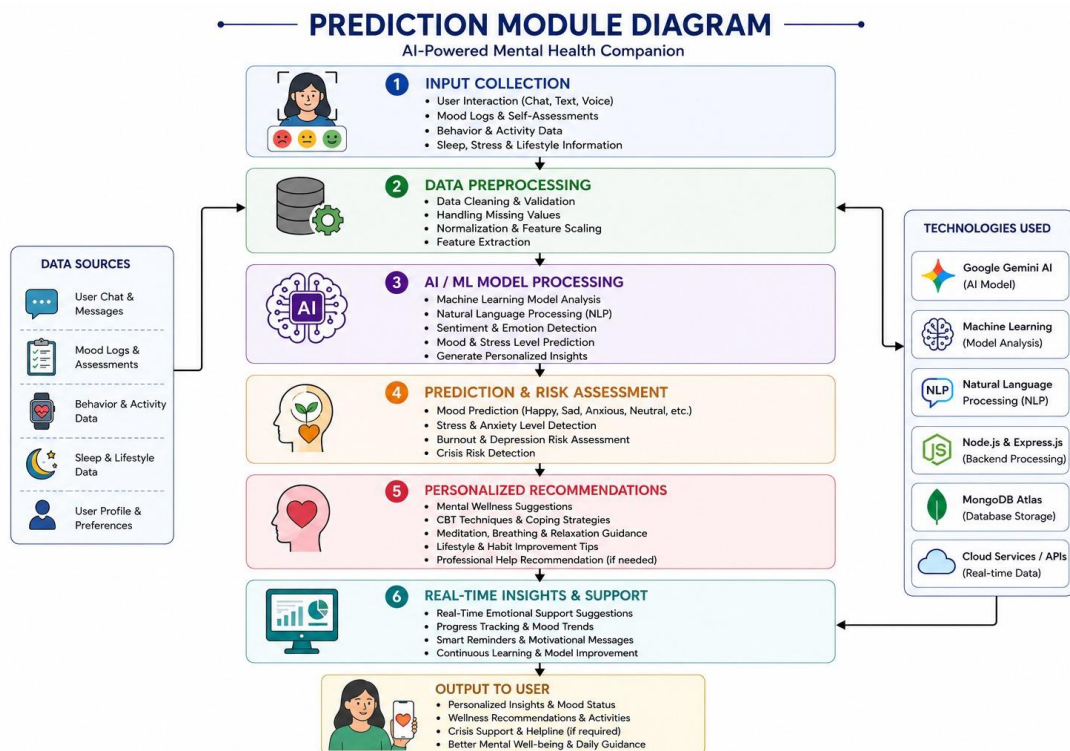 PREDICTION MODULE DIAGRAM
AI-Powered Mental Health Companion
1 INPUT COLLECTION
• User Interaction (Chat, Text, Voice)
• Mood Logs & Self-Assessments
• Behavior & Activity Data
• Sleep, Stress & Lifestyle Information
2 DATA PREPROCESSING
• Data Cleaning & Validation
• Handling Missing Values
• Normalization & Feature Scaling
• Feature Extraction
DATA SOURCES
User Chat &
Messages
Mood Logs &
Assessments
Behavior & Activity
Data
Sleep & Lifestyle
Data
User Profile &
Preferences
AI
3 AI / ML MODEL PROCESSING
• Machine Learning Model Analysis
• Natural Language Processing (NLP)
• Sentiment & Emotion Detection
• Mood & Stress Level Prediction
• Generate Personalized Insights
4 PREDICTION & RISK ASSESSMENT
• Mood Prediction (Happy, Sad, Anxious, Neutral, etc.)
• Stress & Anxiety Level Detection
• Burnout & Depression Risk Assessment
• Crisis Risk Detection
5 PERSONALIZED RECOMMENDATIONS
• Mental Wellness Suggestions
• CBT Techniques & Coping Strategies
• Meditation, Breathing & Relaxation Guidance
• Lifestyle & Habit Improvement Tips
• Professional Help Recommendation (if needed)
6 REAL-TIME INSIGHTS & SUPPORT
• Real-Time Emotional Support Suggestions
• Progress Tracking & Mood Trends
• Smart Reminders & Motivational Messages
• Continuous Learning & Model Improvement
TECHNOLOGIES USED
Google Gemini AI
(AI Model)
Machine Learning
(Model Analysis)
NLP
Natural Language
Processing (NLP)
JS
Node.js & Express.js
(Backend Processing)
MongoDB Atlas
(Database Storage)
Cloud Services / APIs
(Real-time Data)
OUTPUT TO USER
• Personalized Insights & Mood Status
• Wellness Recommendations & Activities
• Crisis Support & Helpline (if required)
• Better Mental Well-being & Daily Guidance